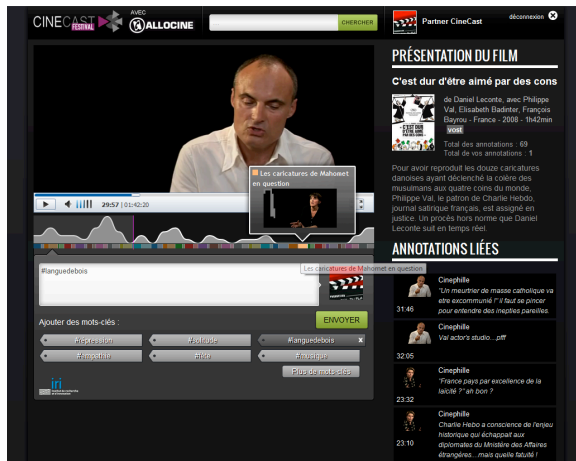 CINECAST FESTIVAL
AVEC
ALLOCINE
CHERCHER
Partner CineCast
déconnexion
PRÉSENTATION DU FILM
C'est dur d'être aimé par des cons
de Daniel Leconte, avec Philippe
Val, Elisabeth Badinter, François
Bayrou - France - 2008 - 1h42min
vost
Total des annotations : 69
Total de vos annotations : 1
Pour avoir reproduit les douze caricatures
danoises ayant déclenché la colère des
musulmans aux quatre coins du monde,
Philippe Val, le patron de Charlie Hebdo,
journal satirique français, est assigné en
justice. Un procès hors norme que Daniel
Leconte suit en temps réel.
Les caricatures de Mahomet
en question
29:57 | 01:42:20
Les caricatures de Mahomet en question
#languedebois
Ajouter des mots-clés :
ENVOYER
#répression
#solitude
#languedebois x
#empathie
#rire
#musique
Plus de mots-clés
iri
ANNOTATIONS LIÉES
Cinephille
"Un meurtrier de masse catholique va
etre excommunié !" il faut se pincer
pour entendre des inepties pareilles.
31:46
Cinephille
Val actor's studio....pff
32:05
Cinephille
"France pays par excellence de la
laïcité ?" ah bon ?
23:32
Cinephille
Charlie Hebo a conscience de l'enjeu
historique qui échappait aux
diplomates du Mnistère des Affaires
étrangères... mais quelle fatuité !
23:10